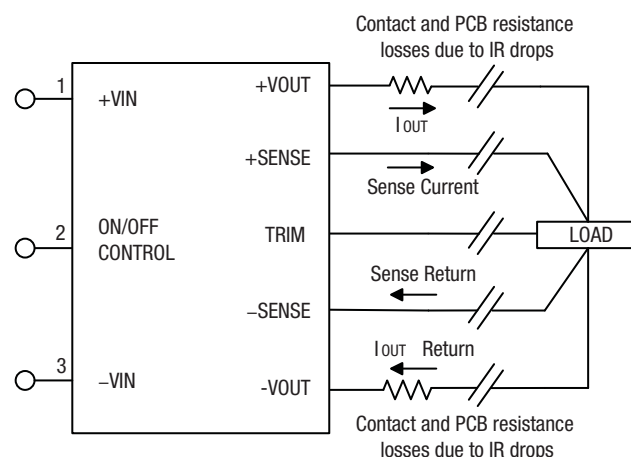 Contact and PCB resistance
losses due to IR drops
1
+VIN
+VOUT
IOUT
+SENSE
Sense Current
2
ON/OFF
CONTROL
TRIM
LOAD
Sense Return
−SENSE
3
−VIN
IOUT Return
-VOUT
Contact and PCB resistance
losses due to IR drops